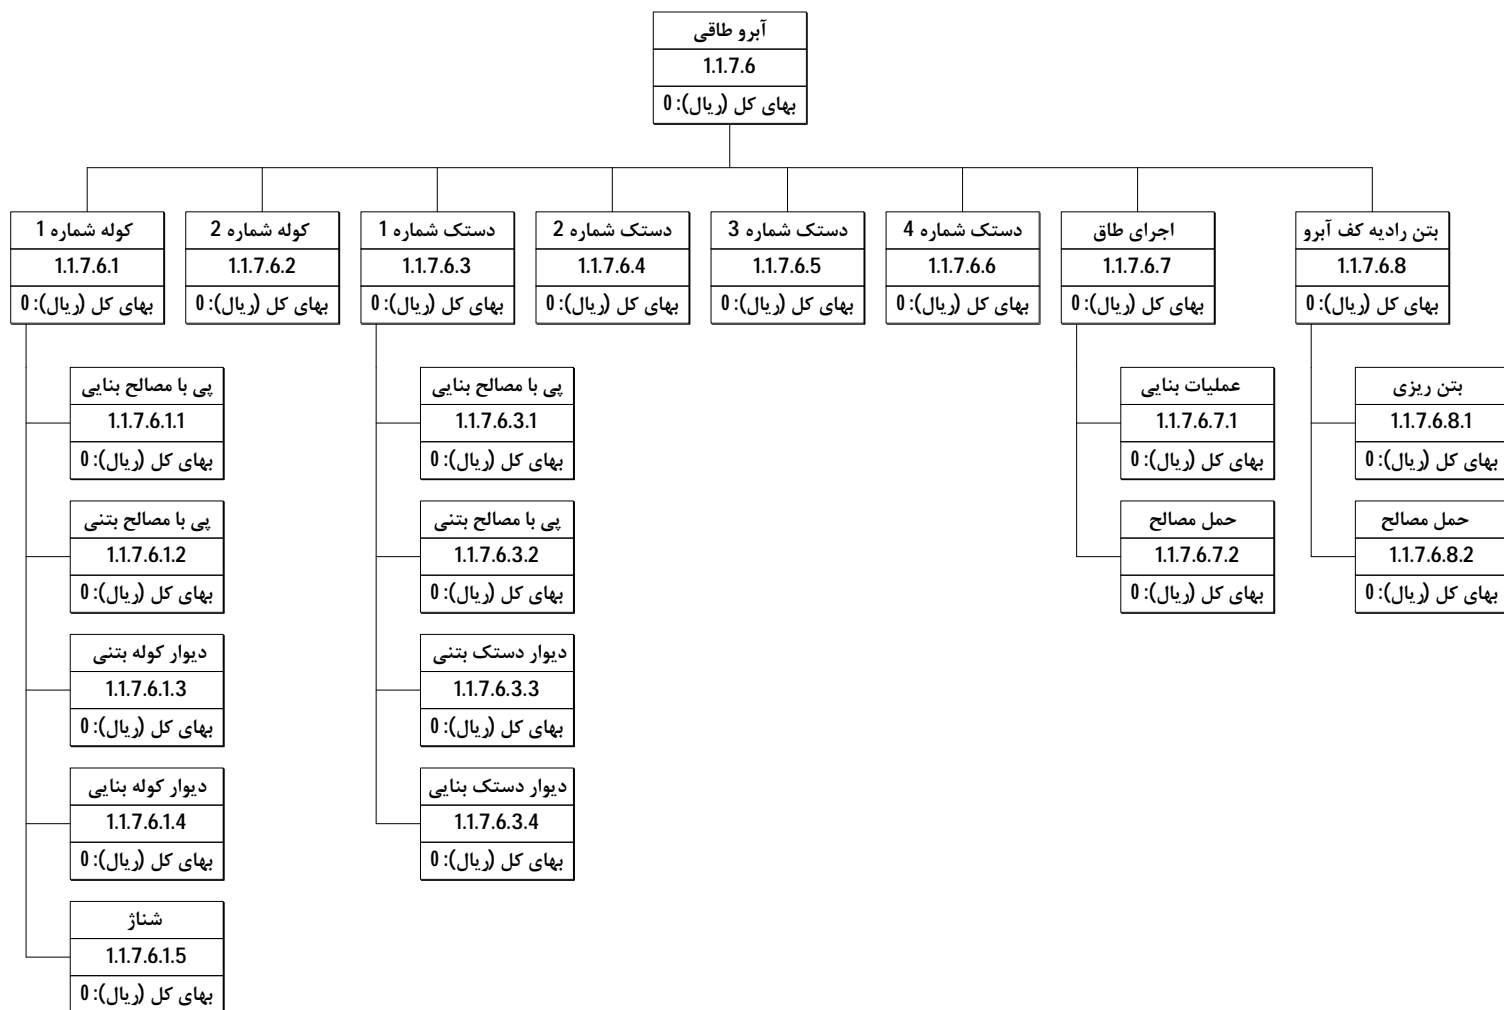 آبرو طاقی
1.1.7.6
بهای کل (ریال): 0
کوله شماره 1
1.1.7.6.1
بهای کل (ریال): 0
کوله شماره 2
1.1.7.6.2
بهای کل (ریال): 0
دستک شماره 1
1.1.7.6.3
بهای کل (ریال): 0
دستک شماره 2
1.1.7.6.4
بهای کل (ریال): 0
دستک شماره 3
1.1.7.6.5
بهای کل (ریال): 0
دستک شماره 4
1.1.7.6.6
بهای کل (ریال): 0
اجرای طاق
1.1.7.6.7
بهای کل (ریال): 0
بتن رادیه کف آبرو
1.1.7.6.8
بهای کل (ریال): 0
پی با مصالح بنایی
1.1.7.6.1.1
بهای کل (ریال): 0
پی با مصالح بتنی
1.1.7.6.1.2
بهای کل (ریال): 0
دیوار کوله بتنی
1.1.7.6.1.3
بهای کل (ریال): 0
دیوار کوله بنایی
1.1.7.6.1.4
بهای کل (ریال): 0
شناژ
1.1.7.6.1.5
بهای کل (ریال): 0
پی با مصالح بنایی
1.1.7.6.3.1
بهای کل (ریال): 0
پی با مصالح بتنی
1.1.7.6.3.2
بهای کل (ریال): 0
دیوار دستک بتنی
1.1.7.6.3.3
بهای کل (ریال): 0
دیوار دستک بنایی
1.1.7.6.3.4
بهای کل (ریال): 0
عملیات بنایی
1.1.7.6.7.1
بهای کل (ریال): 0
حمل مصالح
1.1.7.6.7.2
بهای کل (ریال): 0
بتن ریزی
1.1.7.6.8.1
بهای کل (ریال): 0
حمل مصالح
1.1.7.6.8.2
بهای کل (ریال): 0